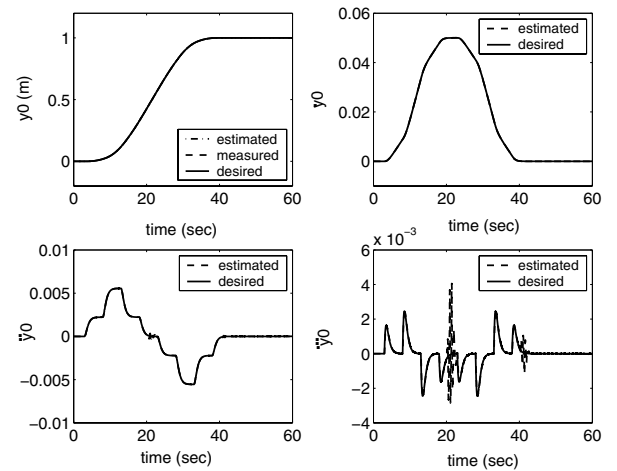 1
0.5
0
y0 (m)
estimated
measured
desired
0 20 40 60
time (sec)
0.06
0.04
0.02
0
ẏ0
estimated
desired
0 20 40 60
time (sec)
0.01
0.005
0
−0.005
−0.01
ÿ0
estimated
desired
0 20 40 60
time (sec)
x 10⁻³
6
4
2
0
−2
−4
y⃛0
estimated
desired
0 20 40 60
time (sec)